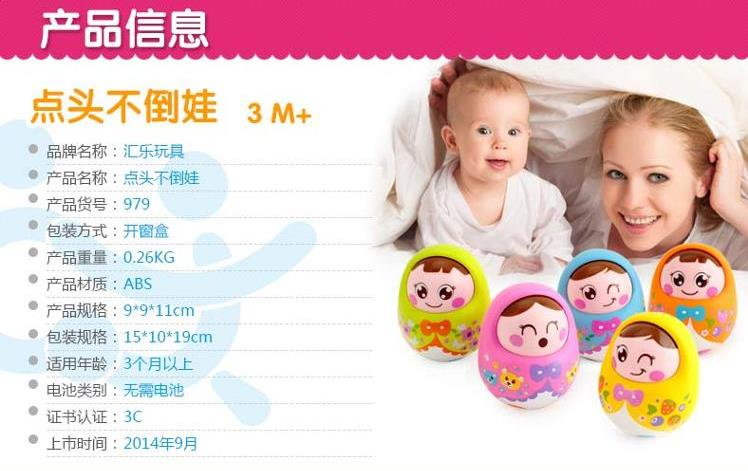 产品信息
点头不倒娃 3 M+
品牌名称：汇乐玩具
产品名称：点头不倒娃
产品货号：979
包装方式：开窗盒
产品重量：0.26KG
产品材质：ABS
产品规格：9*9*11cm
包装规格：15*10*19cm
适用年龄：3个月以上
电池类别：无需电池
证书认证：3C
上市时间：2014年9月